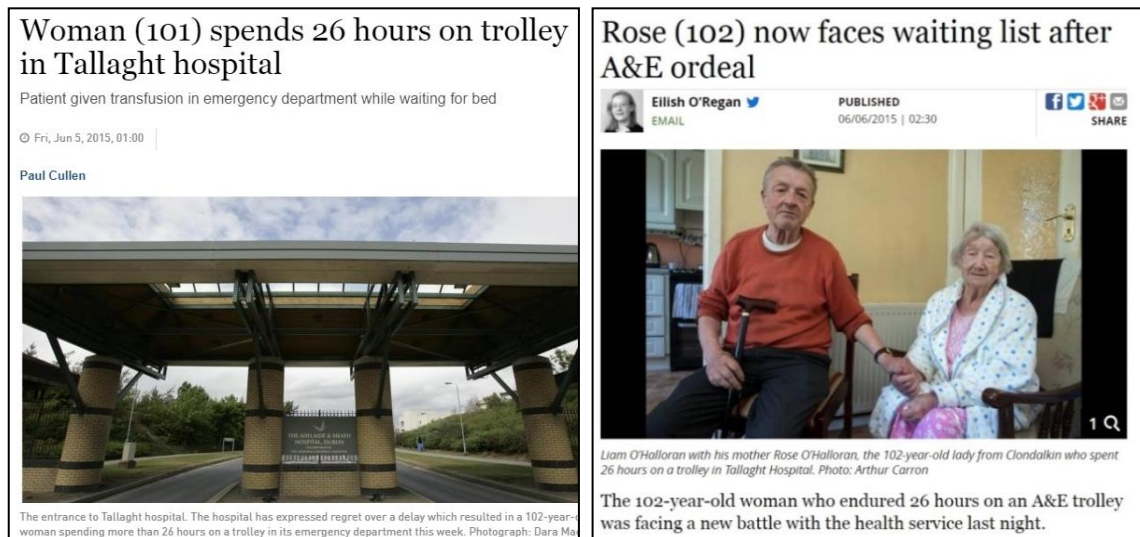 Woman (101) spends 26 hours on trolley
in Tallaght hospital
Patient given transfusion in emergency department while waiting for bed
Fri, Jun 5, 2015, 01:00
Paul Cullen
THE ADELAIDE & MEATH
HOSPITAL, DUBLIN
The entrance to Tallaght hospital. The hospital has expressed regret over a delay which resulted in a 102-year-
woman spending more than 26 hours on a trolley in its emergency department this week. Photograph: Dara
Rose (102) now faces waiting list after
A&E ordeal
Eilish O'Regan
EMAIL
PUBLISHED
06/06/2015 | 02:30
SHARE
1
Liam O'Halloran with his mother Rose O'Halloran, the 102-year-old lady from Clondalkin who spent
26 hours on a trolley in Tallaght Hospital. Photo: Arthur Carron
The 102-year-old woman who endured 26 hours on an A&E trolley
was facing a new battle with the health service last night.